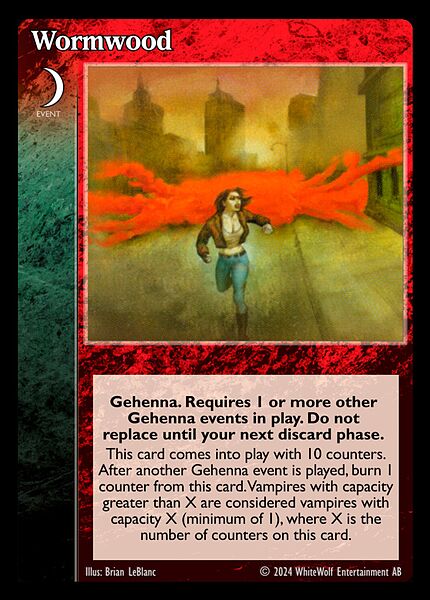 Wormwood
EVENT
Gehenna. Requires 1 or more other
Gehenna events in play. Do not
replace until your next discard phase.
This card comes into play with 10 counters.
After another Gehenna event is played, burn 1
counter from this card. Vampires with capacity
greater than X are considered vampires with
capacity X (minimum of 1), where X is the
number of counters on this card.
Illus: Brian LeBlanc
© 2024 WhiteWolf Entertainment AB